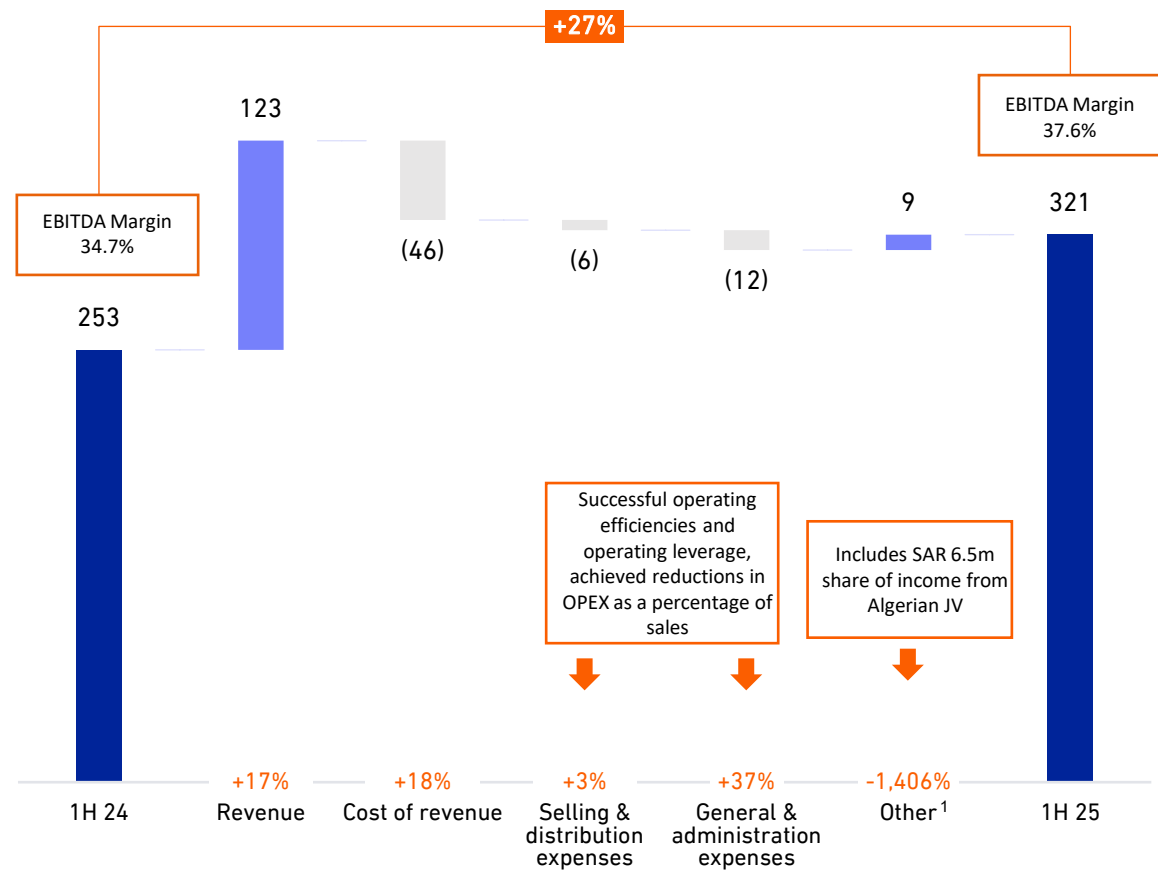 +27%
123
EBITDA Margin
37.6%
EBITDA Margin
34.7%
9
321
(46)
(6)
(12)
253
Successful operating
efficiencies and
operating leverage,
achieved reductions in
OPEX as a percentage of
sales
Includes SAR 6.5m
share of income from
Algerian JV
+17%
+18%
+3%
+37%
-1,406%
1H 24
Revenue
Cost of revenue
Selling &
distribution
expenses
General &
administration
expenses
Other¹
1H 25